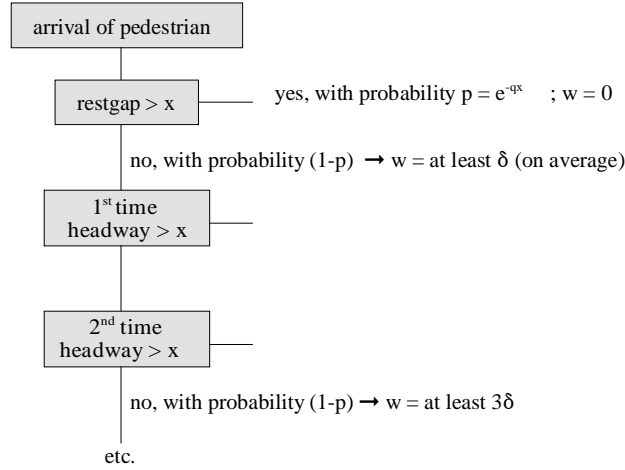 arrival of pedestrian
restgap > x
yes, with probability p = e^-qx ; w = 0
no, with probability (1-p) → w = at least δ (on average)
1st time
headway > x
2nd time
headway > x
no, with probability (1-p) → w = at least 3δ
etc.